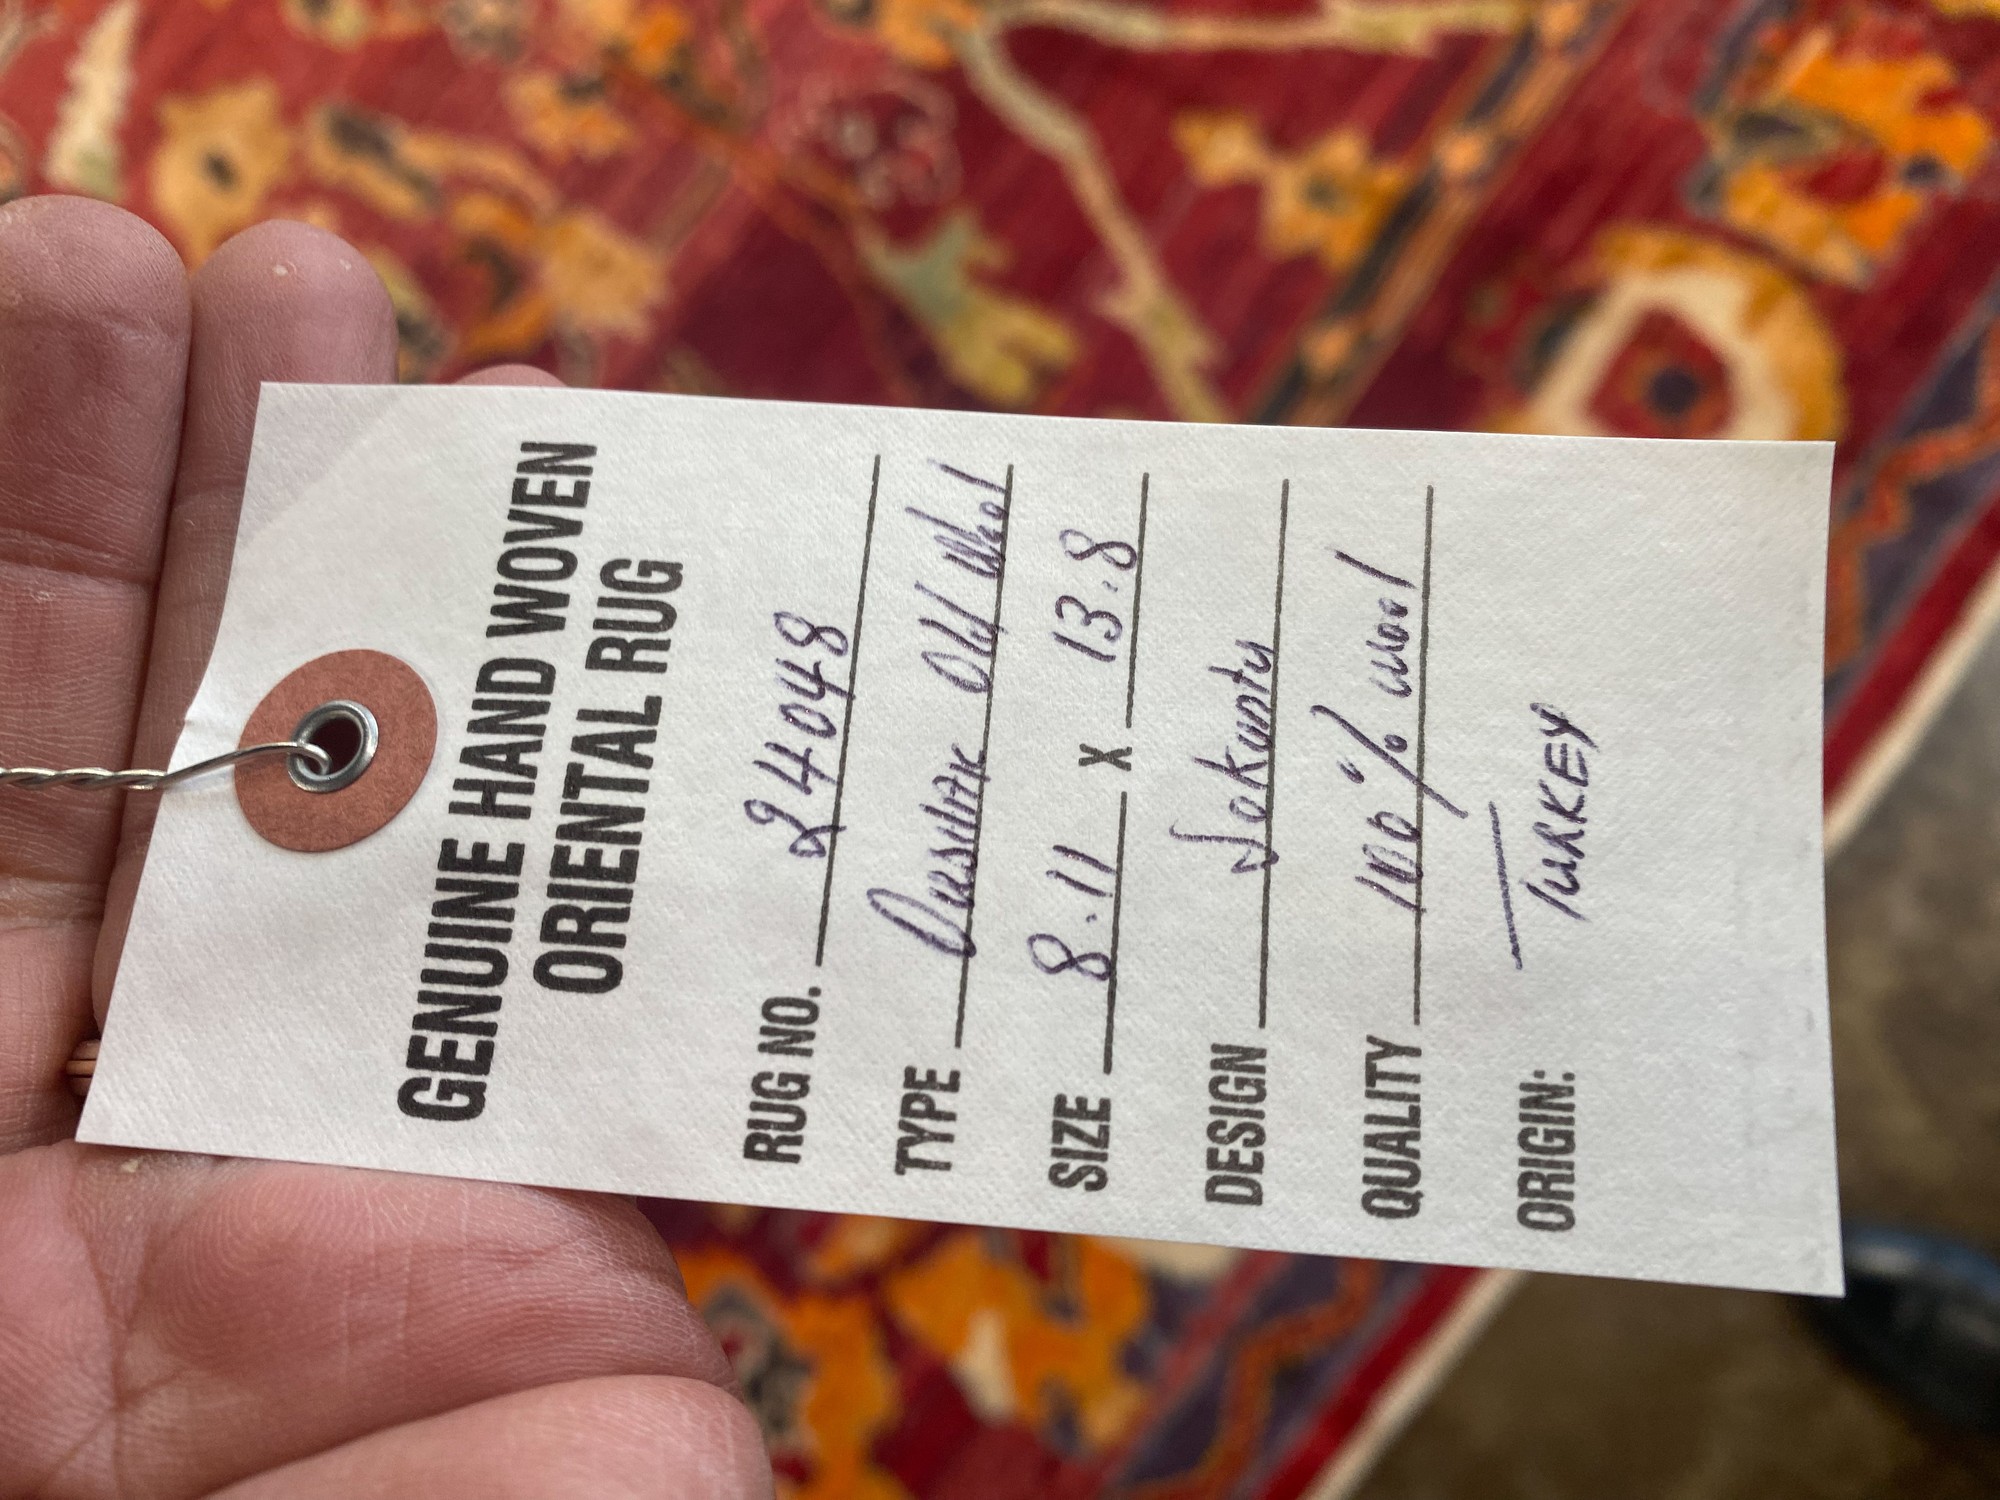 GENUINE HAND WOVEN
ORIENTAL RUG
RUG NO. 24048
TYPE Old Wool
SIZE 8.11 X 13.8
DESIGN
QUALITY 100% wool
ORIGIN: TURKEY